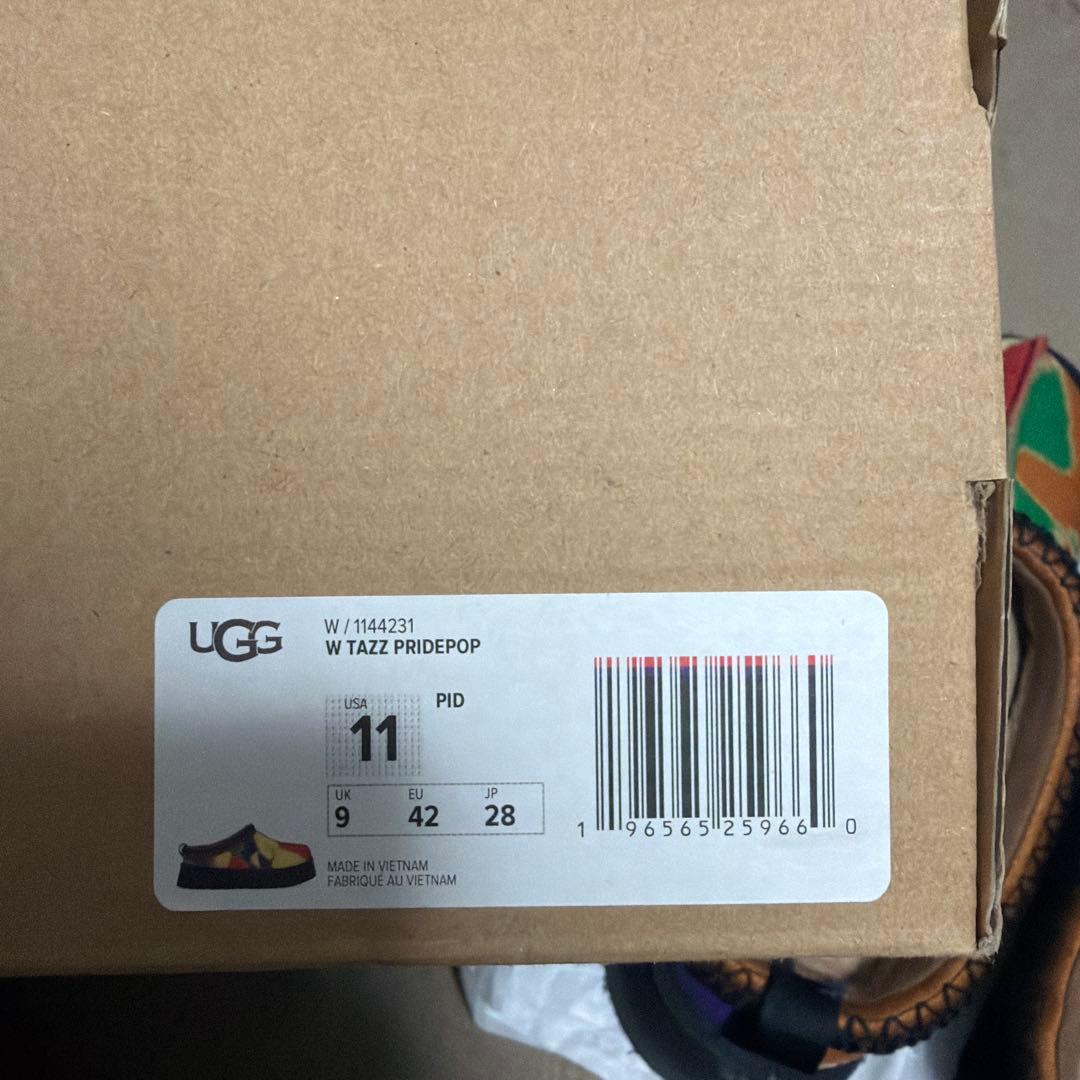 UGG
W / 1144231
W TAZZ PRIDEPOP
USA
11
PID
UK EU JP
9 42 28
MADE IN VIETNAM
FABRIQUÉ AU VIETNAM
1 96565 25966 0